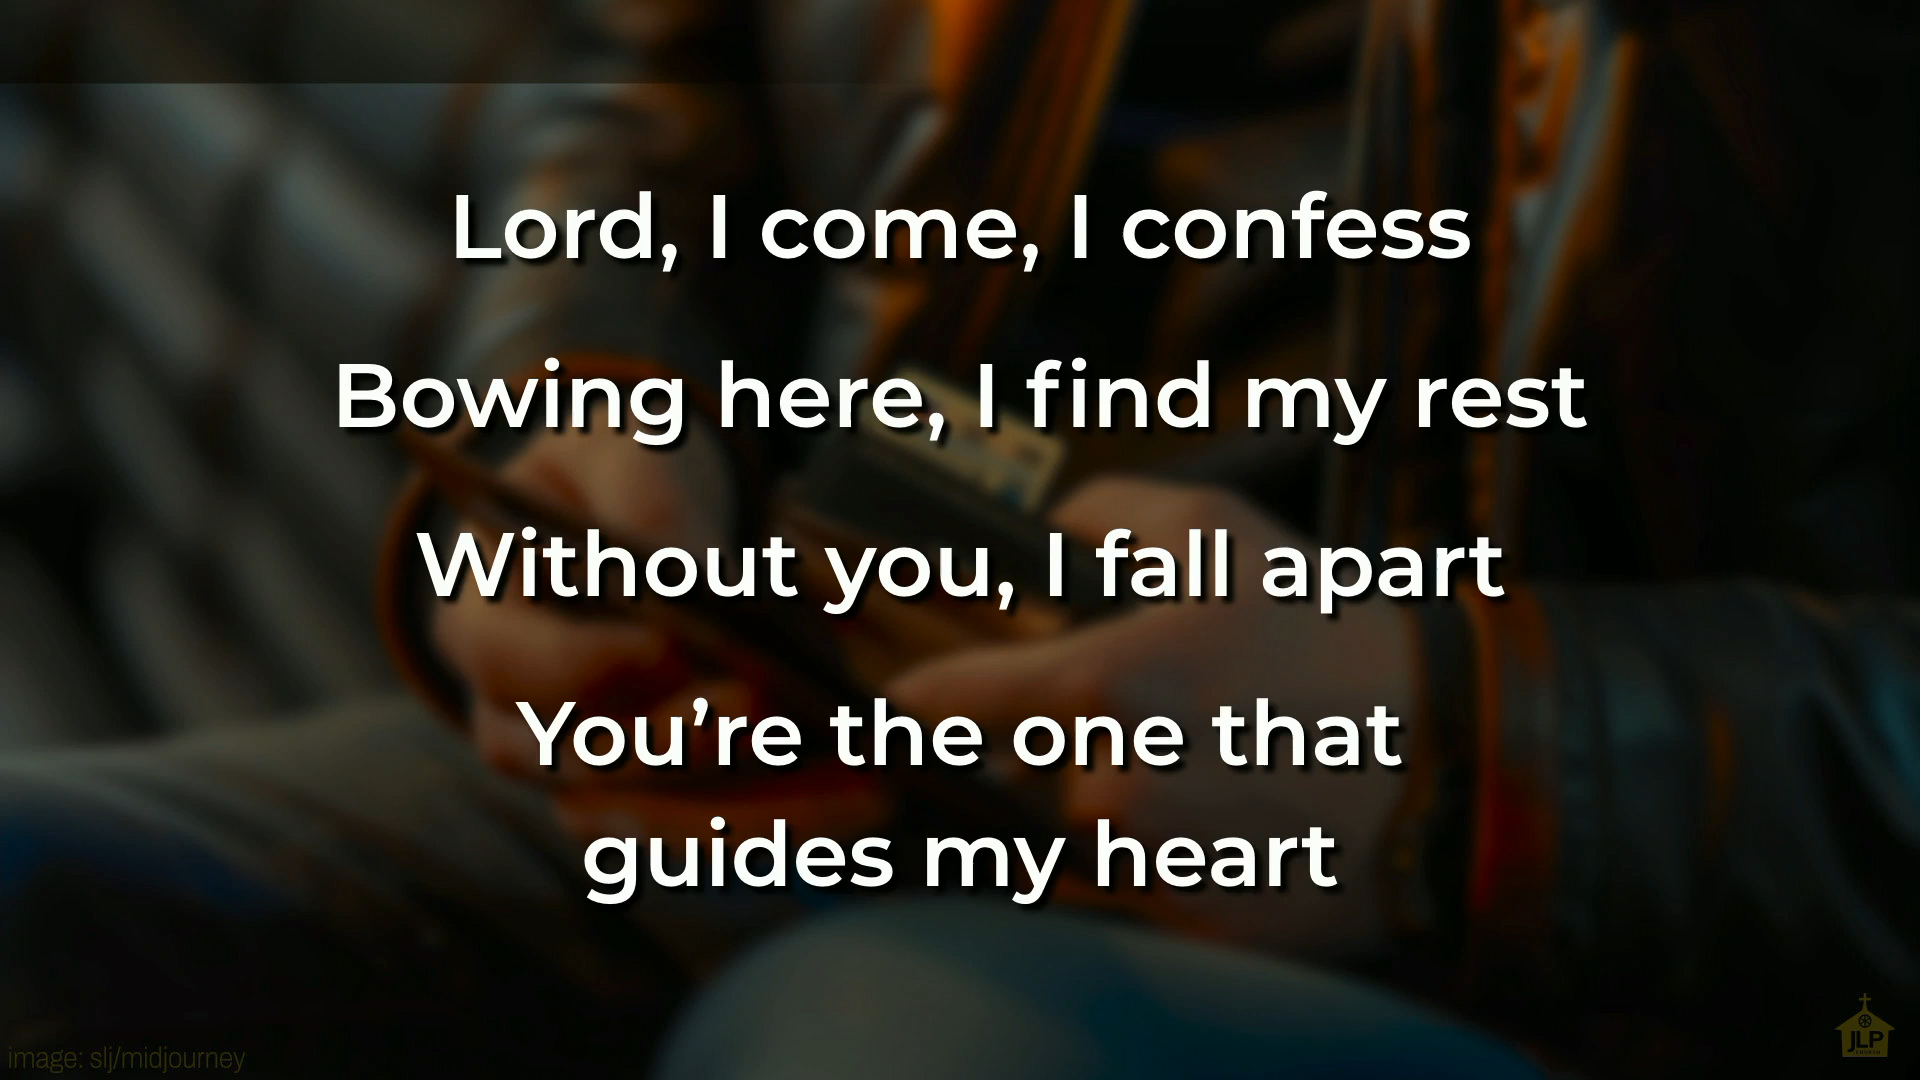 Lord, I come, I confess
Bowing here, I find my rest
Without you, I fall apart
You’re the one that
guides my heart
image: slj/midjourney
JLP
CHURCH